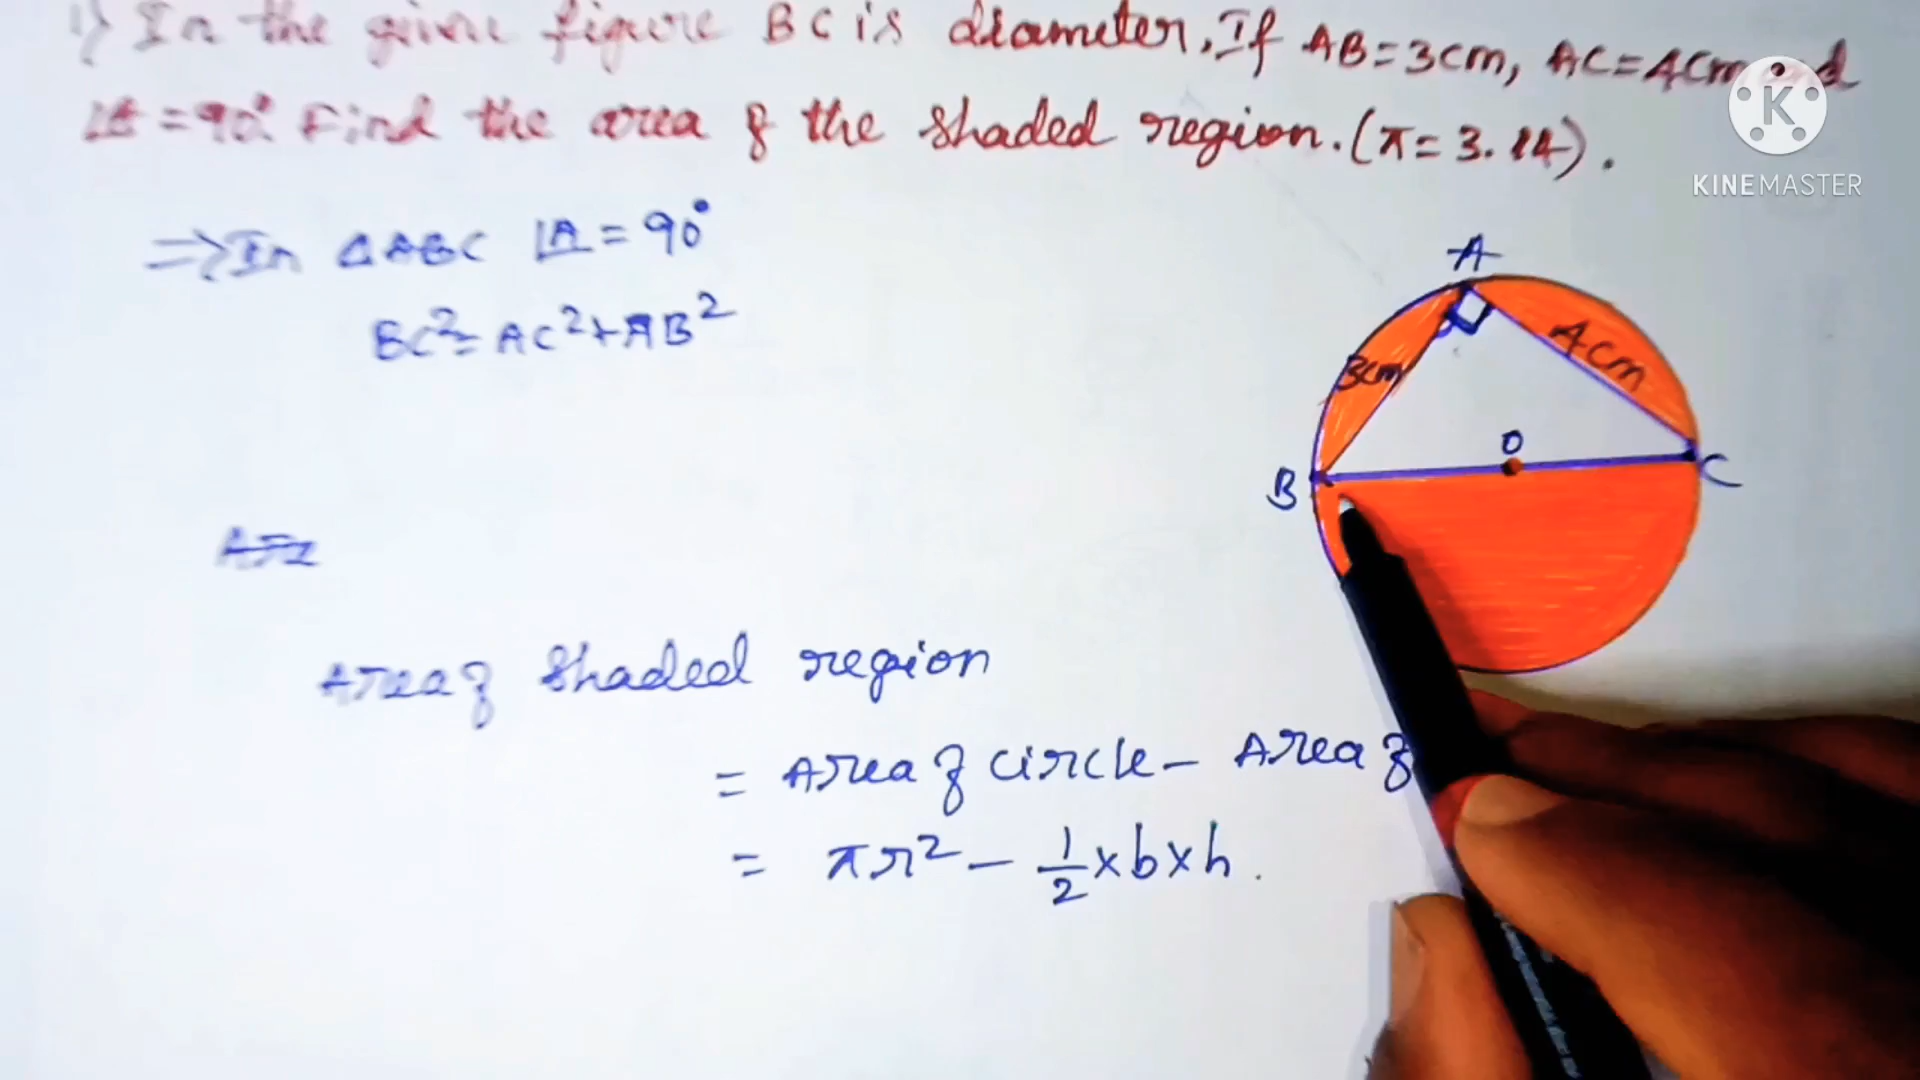 1) In the given figure BC is diameter. If AB=3cm, AC=4cm and
∠A=90° Find the area of the shaded region. (π=3.14).
KINEMASTER
⇒ In △ABC ∠A=90°
BC²=AC²+AB²
A
3cm
4cm
O
B
C
Area of shaded region
= Area of circle - Area of
= πr² - 1/2 × b × h.